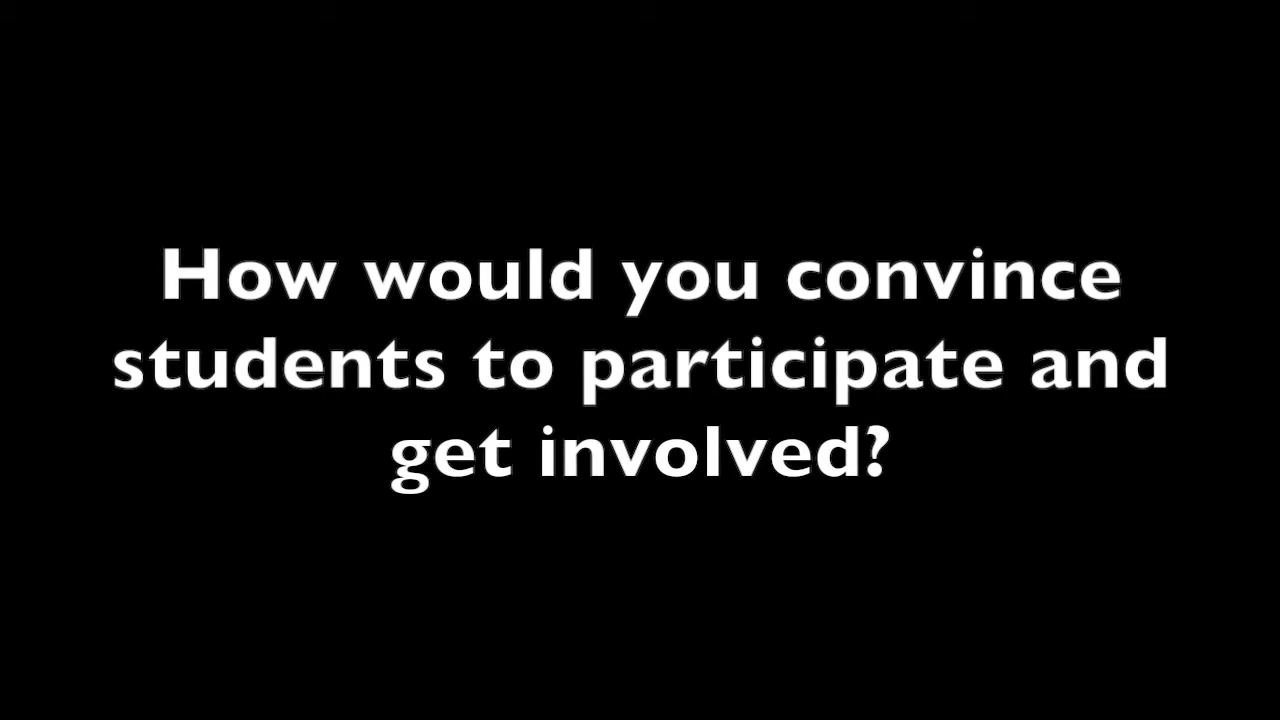 How would you convince
students to participate and
get involved?